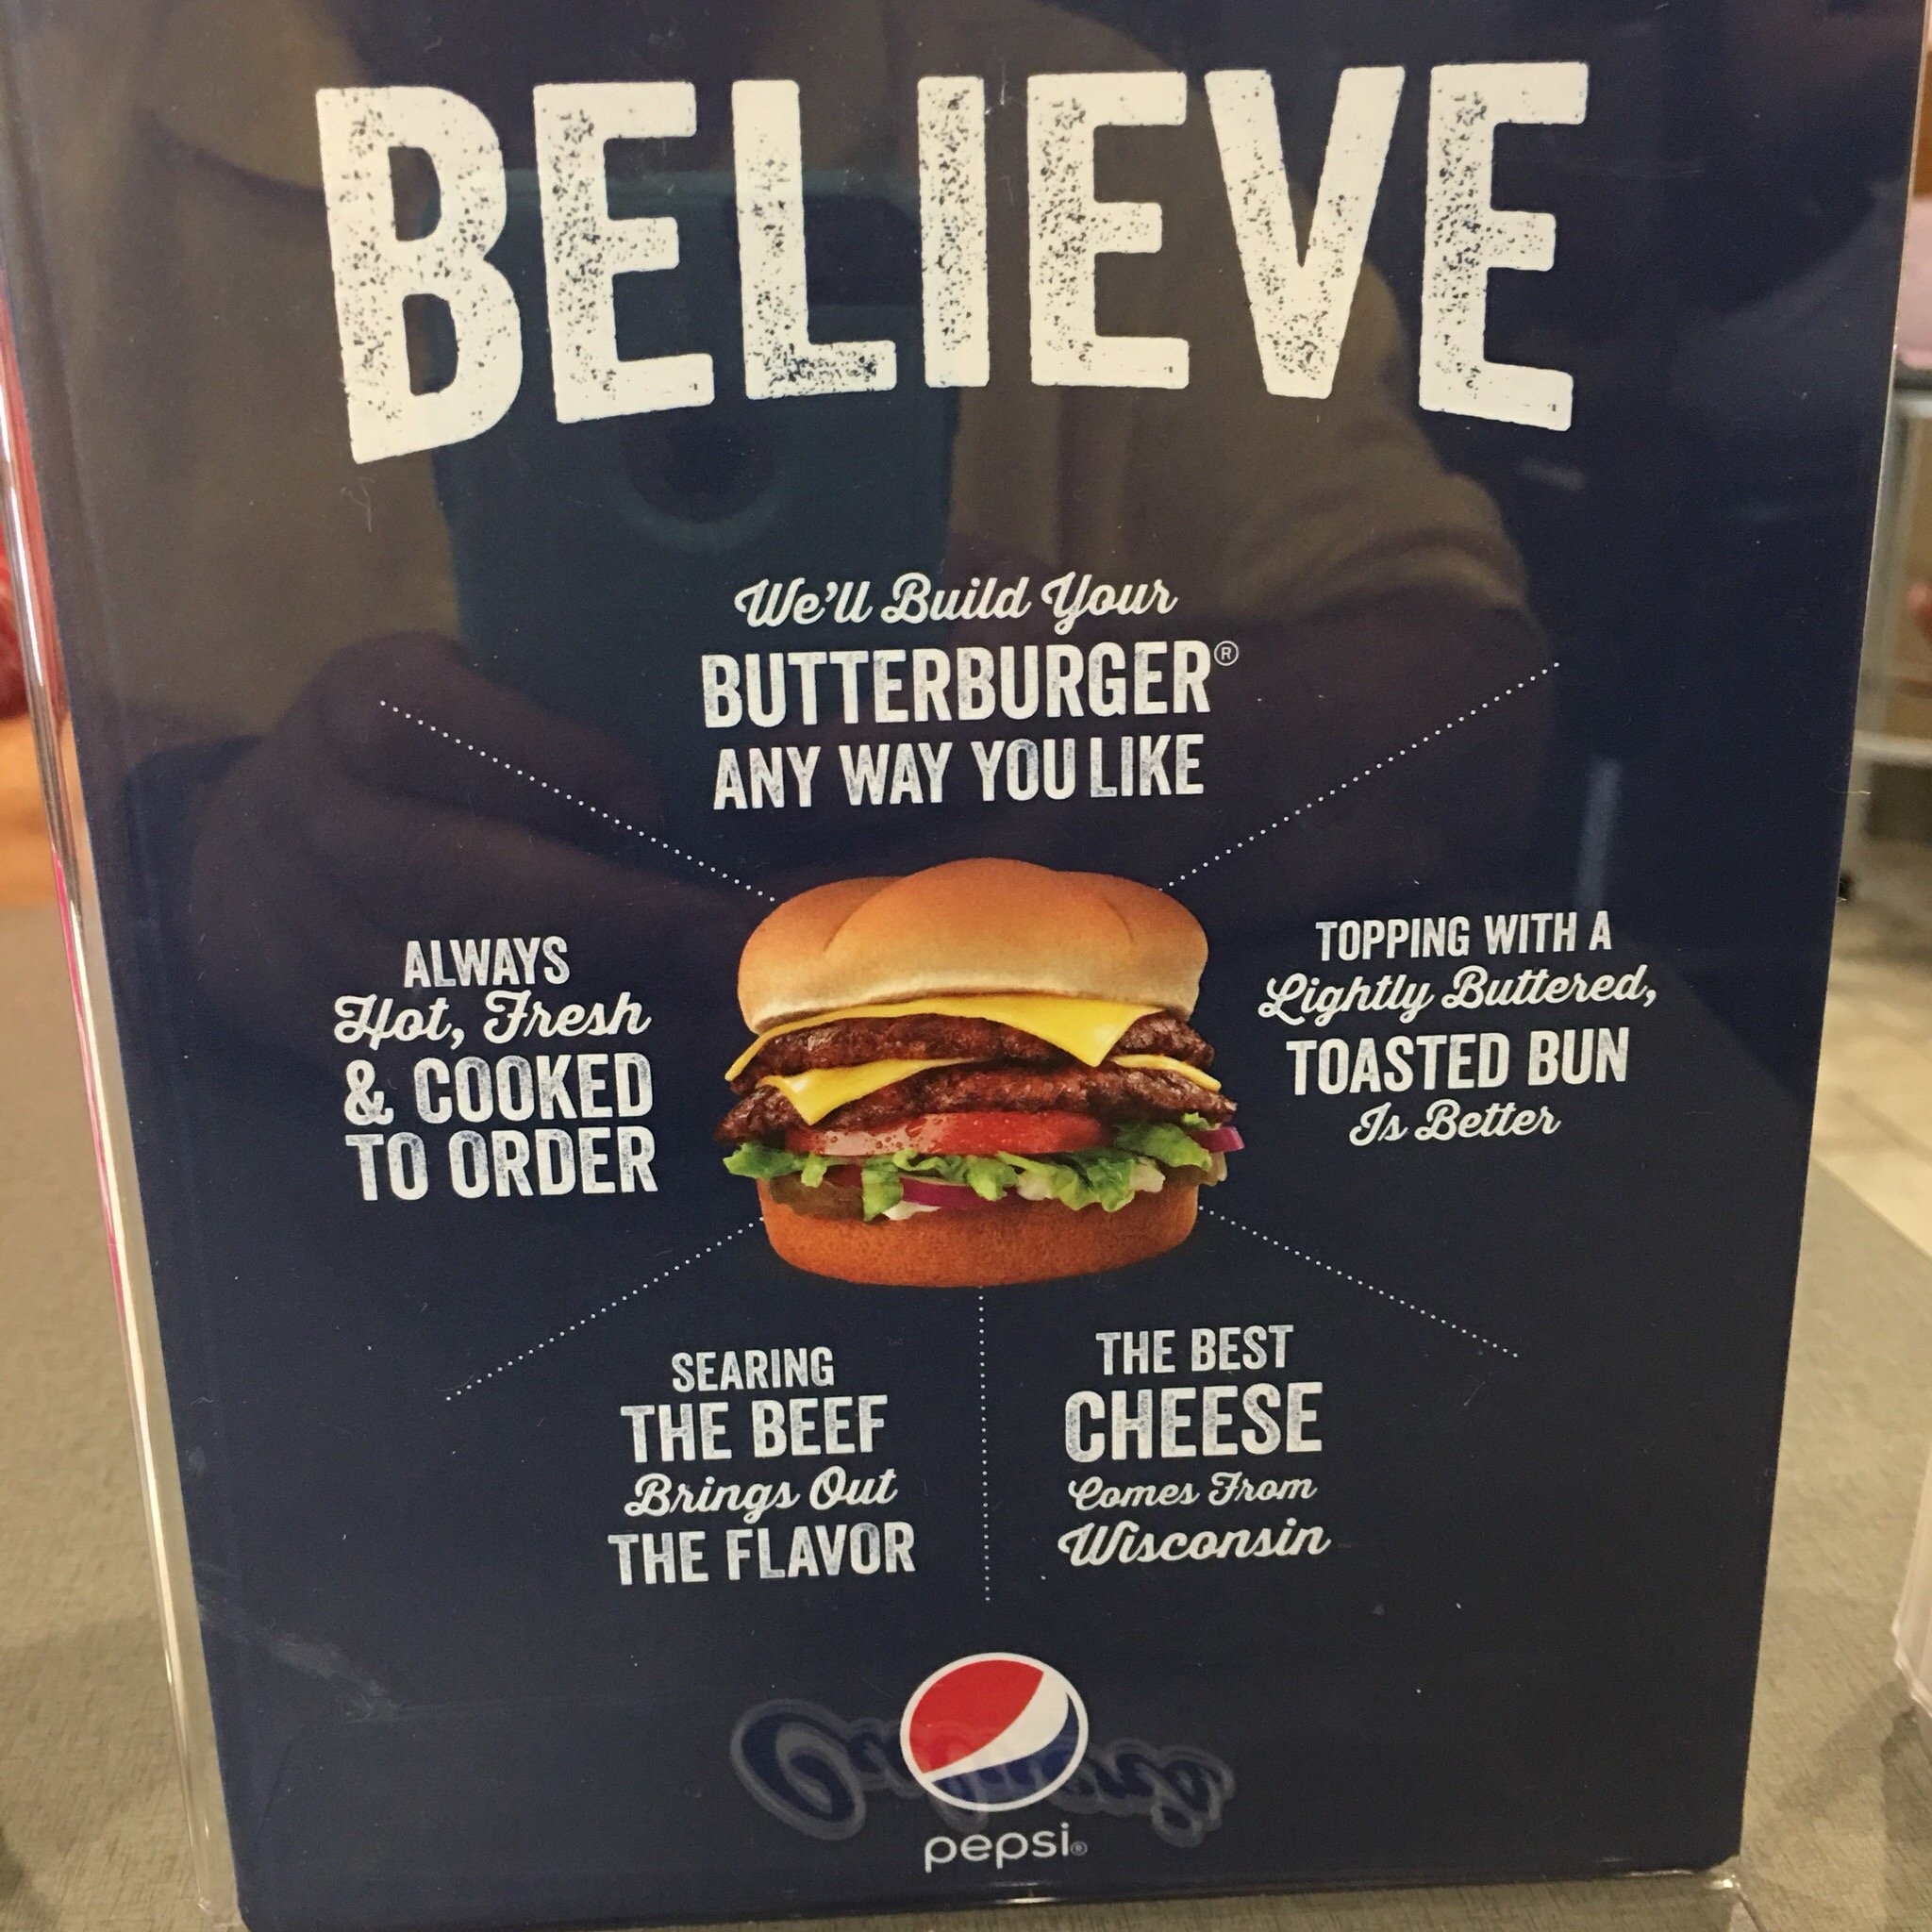 BELIEVE
We'll Build Your
BUTTERBURGER®
ANY WAY YOU LIKE
ALWAYS
Hot, Fresh
& COOKED
TO ORDER
TOPPING WITH A
Lightly Buttered,
TOASTED BUN
Is Better
SEARING
THE BEEF
Brings Out
THE FLAVOR
THE BEST
CHEESE
Comes From
Wisconsin
pepsi®